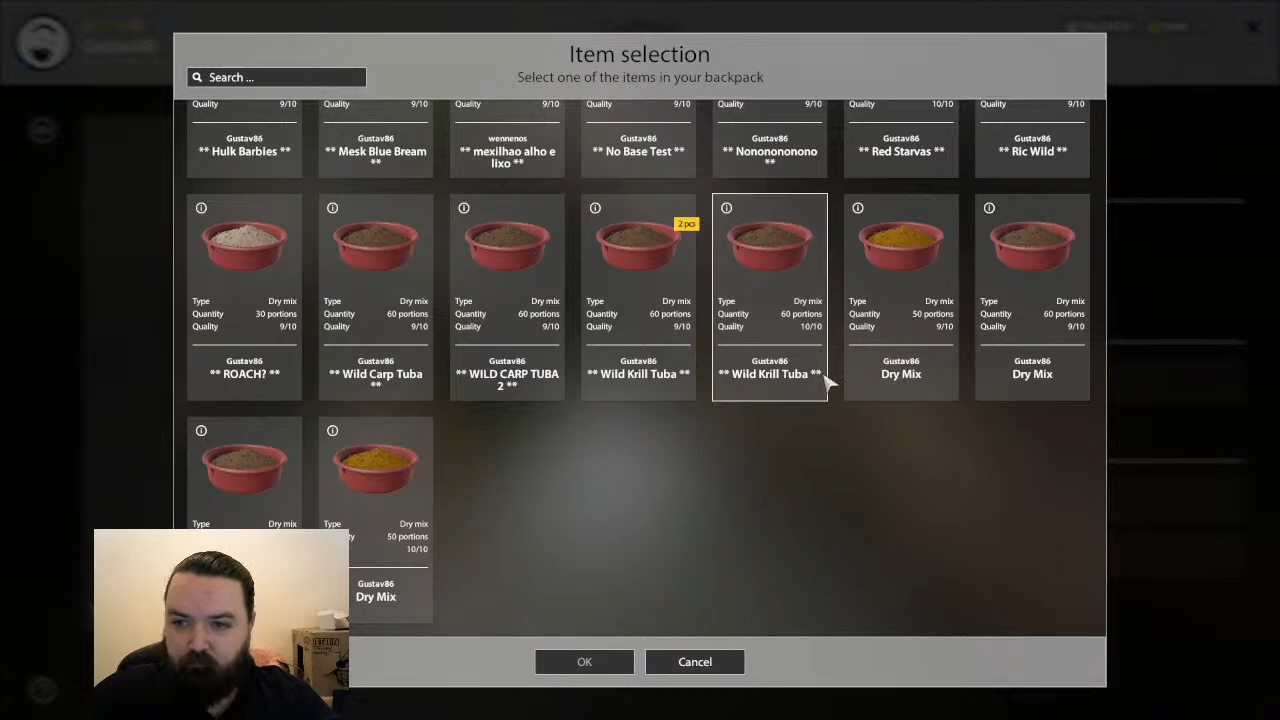 Item selection
Search ...
Select one of the items in your backpack
Quality 9/10
Quality 9/10
Quality 9/10
Quality 9/10
Quality 9/10
Quality 10/10
Quality 9/10
Gustav86
** Hulk Barbies **
Gustav86
** Mesk Blue Bream
**
wennenos
** mexilhao alho e
lixo **
Gustav86
** No Base Test **
Gustav86
** Nonononononо
**
Gustav86
** Red Starvas **
Gustav86
** Ric Wild **
Type Dry mix
Quantity 30 portions
Quality 9/10
Gustav86
** ROACH? **
Type Dry mix
Quantity 60 portions
Quality 9/10
Gustav86
** Wild Carp Tuba
**
Type Dry mix
Quantity 60 portions
Quality 9/10
Gustav86
** WILD CARP TUBA
2 **
2 pcs
Type Dry mix
Quantity 60 portions
Quality 9/10
Gustav86
** Wild Krill Tuba **
Type Dry mix
Quantity 60 portions
Quality 10/10
Gustav86
** Wild Krill Tuba **
Type Dry mix
Quantity 50 portions
Quality 9/10
Gustav86
Dry Mix
Type Dry mix
Quantity 60 portions
Quality 9/10
Gustav86
Dry Mix
Type Dry mix
Type Dry mix
50 portions
10/10
Gustav86
Dry Mix
OK
Cancel